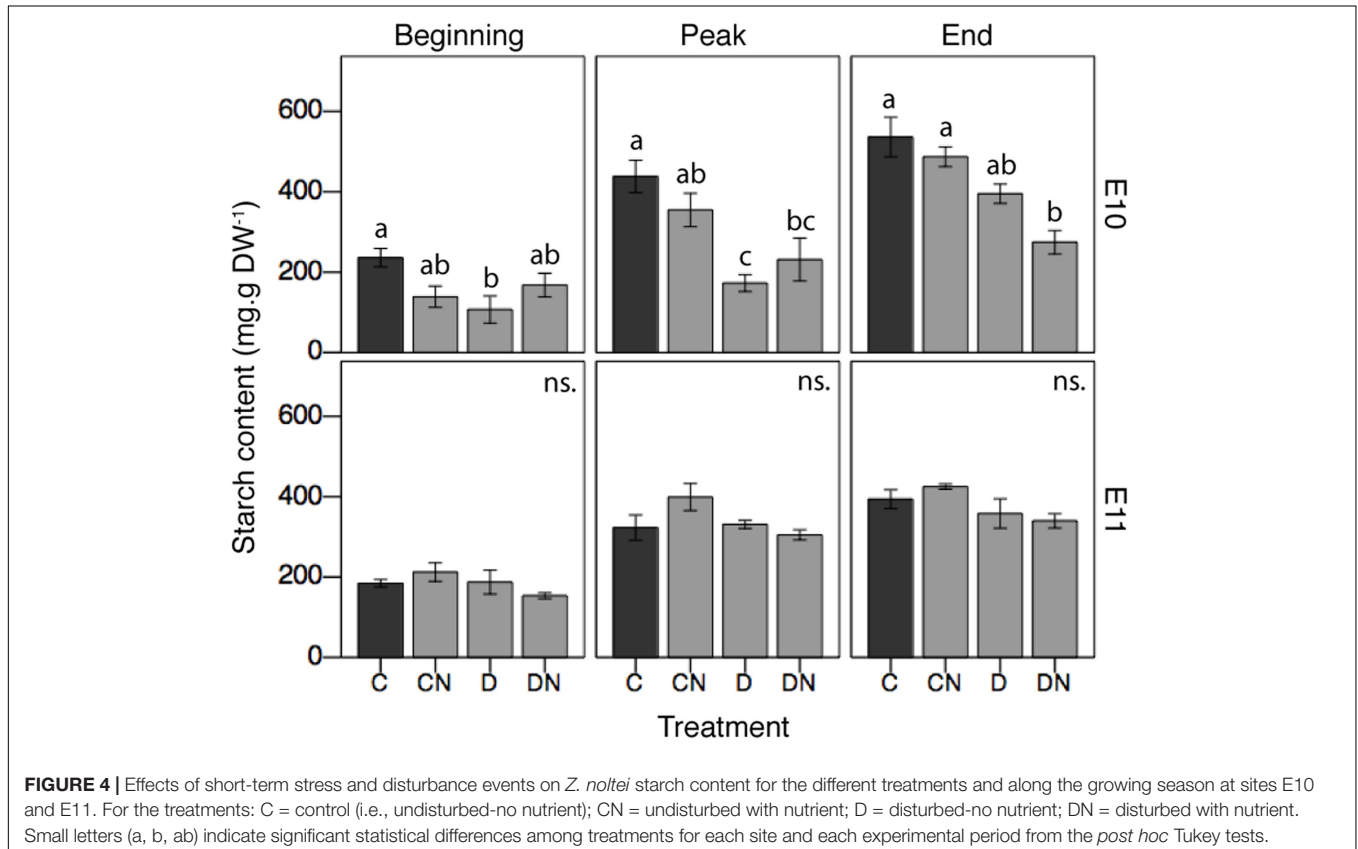 Beginning Peak End
600
400
200
0
a ab b ab
a ab c bc
a a ab b
E10
Starch content (mg.g DW-1)
ns. ns. ns.
600
400
200
0
E11
C CN D DN C CN D DN C CN D DN
Treatment
FIGURE 4 | Effects of short-term stress and disturbance events on Z. noltei starch content for the different treatments and along the growing season at sites E10
and E11. For the treatments: C = control (i.e., undisturbed-no nutrient); CN = undisturbed with nutrient; D = disturbed-no nutrient; DN = disturbed with nutrient.
Small letters (a, b, ab) indicate significant statistical differences among treatments for each site and each experimental period from the post hoc Tukey tests.